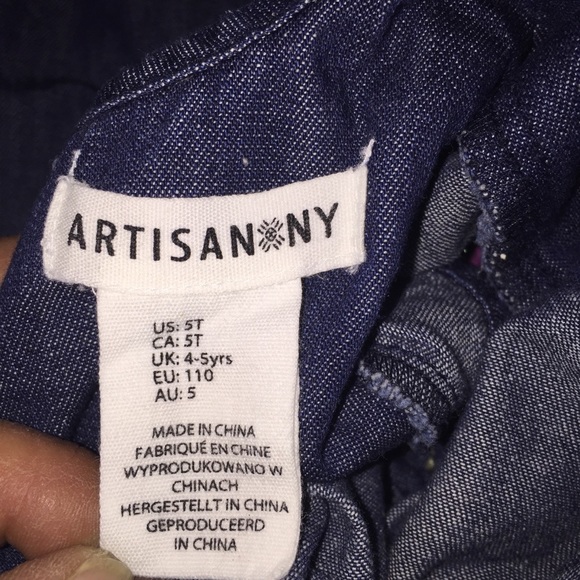 ARTISAN NY
US: 5T
CA: 5T
UK: 4-5yrs
EU: 110
AU: 5
MADE IN CHINA
FABRIQUÉ EN CHINE
WYPRODUKOWANO W
CHINACH
HERGESTELLT IN CHINA
GEPRODUCEERD
IN CHINA